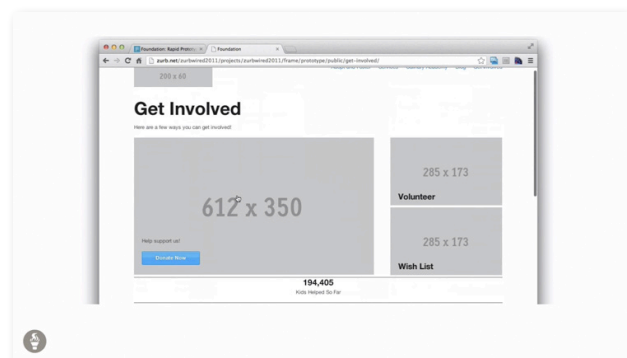 Foundation: Rapid Prototy
Foundation
zurb.net/zurbwired2011/projects/zurbwired2011/frame/prototype/public/get-involved/
200 x 60
Get Involved
Here are a few ways you can get involved!
612 x 350
Help support us!
Donate Now
285 x 173
Volunteer
285 x 173
Wish List
194,405
Kids Helped So Far